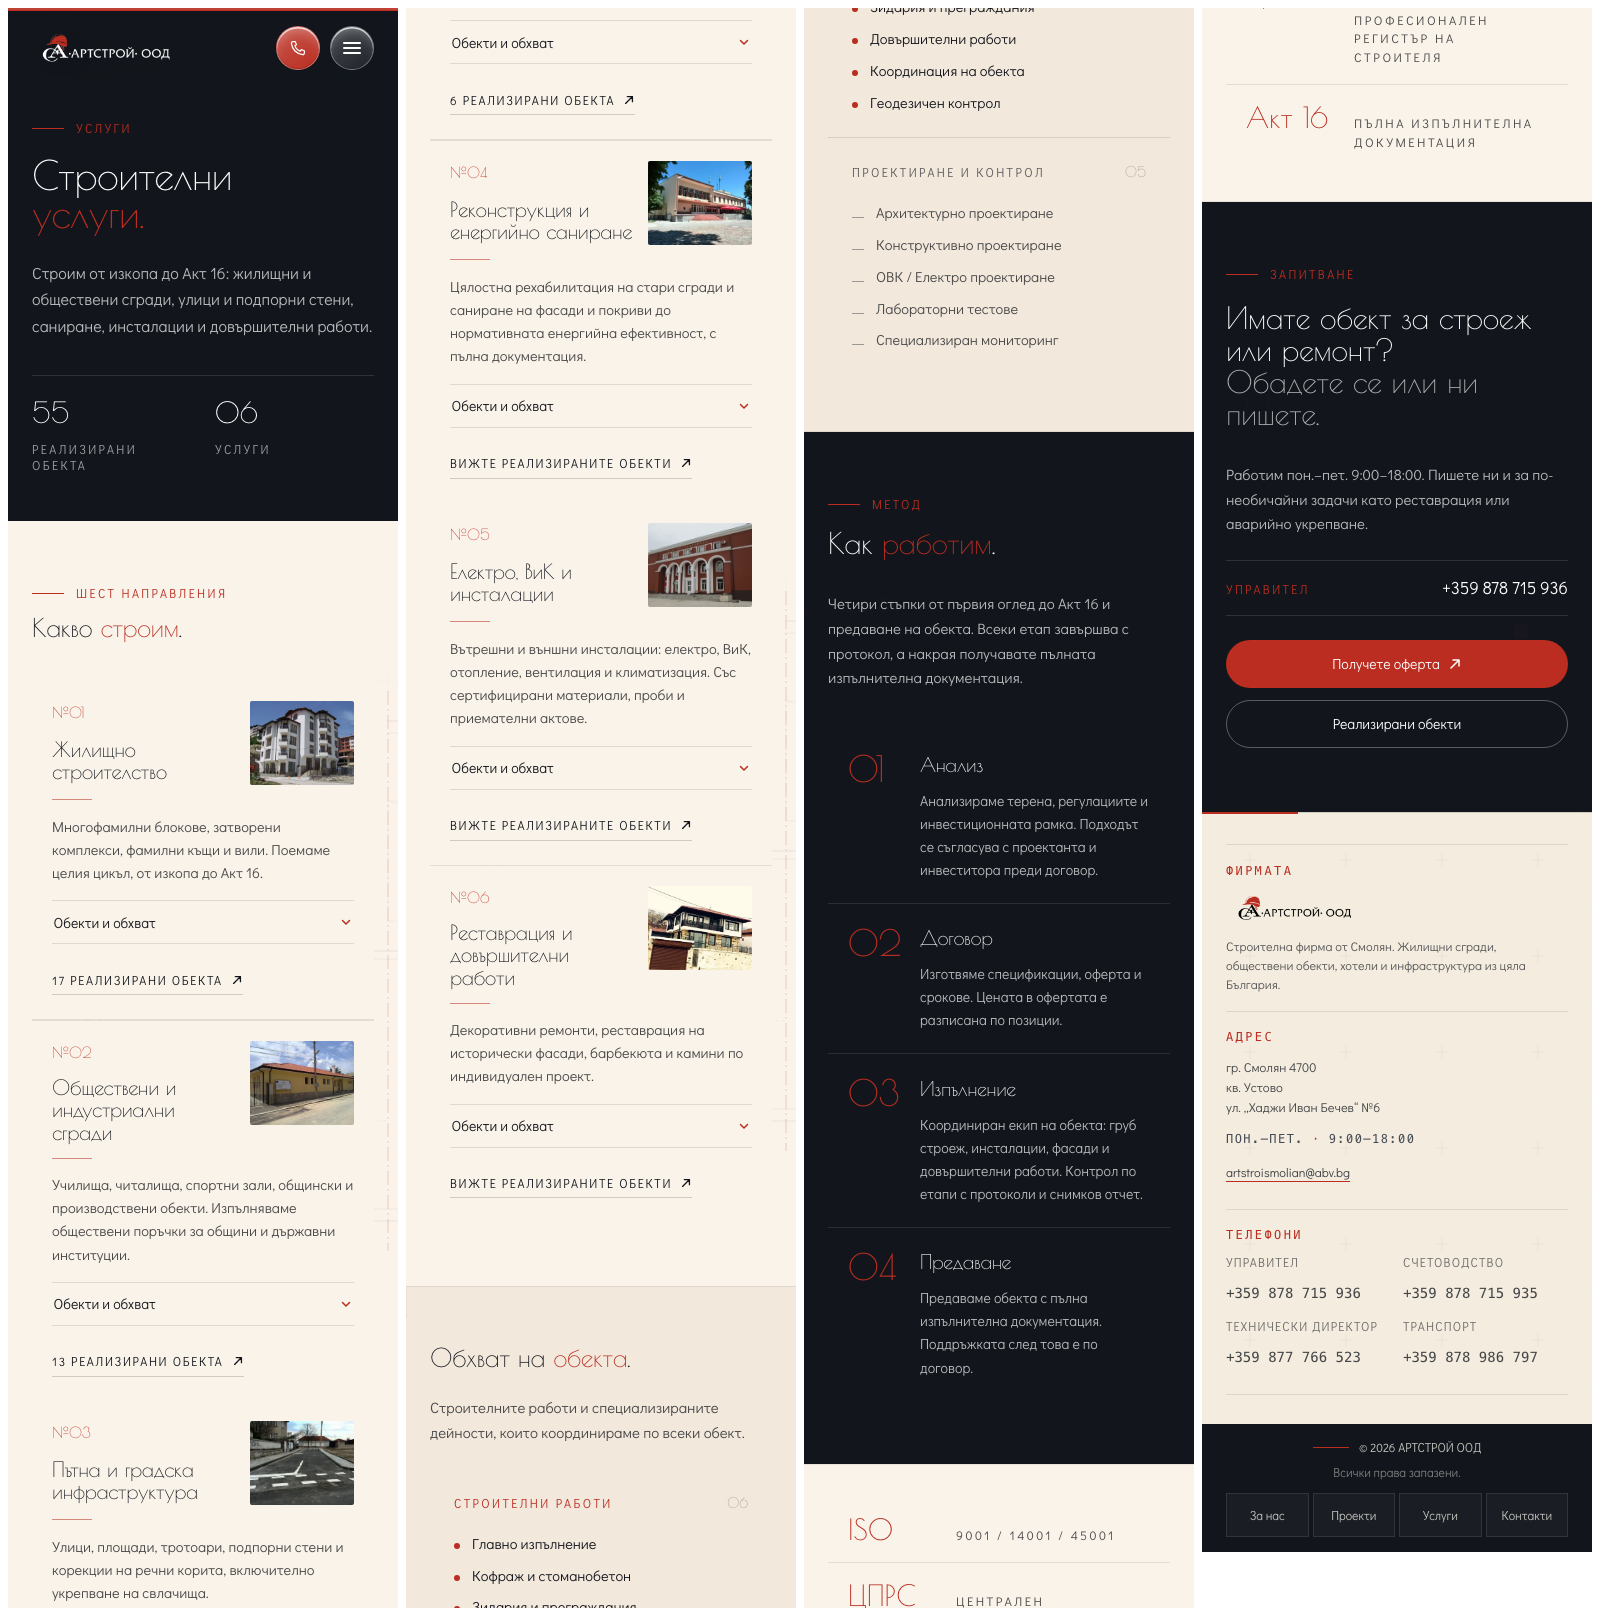 АРТСТРОЙ· ООД
УСЛУГИ
Строителни
услуги.
Строим от изкопа до Акт 16: жилищни и
обществени сгради, улици и подпорни стени,
саниране, инсталации и довършителни работи.
55
РЕАЛИЗИРАНИ
ОБЕКТА
06
УСЛУГИ
ШЕСТ НАПРАВЛЕНИЯ
Какво строим.
№01
Жилищно
строителство
Многофамилни блокове, затворени
комплекси, фамилни къщи и вили. Поемаме
целия цикъл, от изкопа до Акт 16.
Обекти и обхват
17 РЕАЛИЗИРАНИ ОБЕКТА
№02
Обществени и
индустриални
сгради
Училища, читалища, спортни зали, общински и
производствени обекти. Изпълняваме
обществени поръчки за общини и държавни
институции.
Обекти и обхват
13 РЕАЛИЗИРАНИ ОБЕКТА
№03
Пътна и градска
инфраструктура
Улици, площади, тротоари, подпорни стени и
корекции на речни корита, включително
укрепване на свлачища.
Обекти и обхват
6 РЕАЛИЗИРАНИ ОБЕКТА
№04
Реконструкция и
енергийно саниране
Цялостна рехабилитация на стари сгради и
саниране на фасади и покриви до
нормативната енергийна ефективност, с
пълна документация.
Обекти и обхват
ВИЖТЕ РЕАЛИЗИРАНИТЕ ОБЕКТИ
№05
Електро, ВиК и
инсталации
Вътрешни и външни инсталации: електро, ВиК,
отопление, вентилация и климатизация. Със
сертифицирани материали, проби и
приемателни актове.
Обекти и обхват
ВИЖТЕ РЕАЛИЗИРАНИТЕ ОБЕКТИ
№06
Реставрация и
довършителни
работи
Декоративни ремонти, реставрация на
исторически фасади, барбекюта и камини по
индивидуален проект.
Обекти и обхват
ВИЖТЕ РЕАЛИЗИРАНИТЕ ОБЕКТИ
Обхват на обекта.
Строителните работи и специализираните
дейности, които координираме по всеки обект.
СТРОИТЕЛНИ РАБОТИ
06
Главно изпълнение
Кофраж и стоманобетон
Зидария и преграждания
Зидария и преграждания
Довършителни работи
Координация на обекта
Геодезичен контрол
ПРОЕКТИРАНЕ И КОНТРОЛ
05
Архитектурно проектиране
Конструктивно проектиране
ОВК / Електро проектиране
Лабораторни тестове
Специализиран мониторинг
МЕТОД
Как работим.
Четири стъпки от първия оглед до Акт 16 и
предаване на обекта. Всеки етап завършва с
протокол, а накрая получавате пълната
изпълнителна документация.
01
Анализ
Анализираме терена, регулациите и
инвестиционната рамка. Подходът
се съгласува с проектанта и
инвеститора преди договор.
02
Договор
Изготвяме спецификации, оферта и
срокове. Цената в офертата е
разписана по позиции.
03
Изпълнение
Координиран екип на обекта: груб
строеж, инсталации, фасади и
довършителни работи. Контрол по
етапи с протоколи и снимков отчет.
04
Предаване
Предаваме обекта с пълна
изпълнителна документация.
Поддръжката след това е по
договор.
ISO
9001 / 14001 / 45001
ЦПРС
ЦЕНТРАЛЕН
ПРОФЕСИОНАЛЕН
РЕГИСТЪР НА
СТРОИТЕЛЯ
Акт 16
ПЪЛНА ИЗПЪЛНИТЕЛНА
ДОКУМЕНТАЦИЯ
ЗАПИТВАНЕ
Имате обект за строеж
или ремонт?
Обадете се или ни
пишете.
Работим пон.–пет. 9:00–18:00. Пишете ни и за по-
необичайни задачи като реставрация или
аварийно укрепване.
УПРАВИТЕЛ
+359 878 715 936
Получете оферта
Реализирани обекти
ФИРМАТА
АРТСТРОЙ· ООД
Строителна фирма от Смолян. Жилищни сгради,
обществени обекти, хотели и инфраструктура из цяла
България.
АДРЕС
гр. Смолян 4700
кв. Устово
ул. „Хаджи Иван Бечев“ №6
ПОН.–ПЕТ. · 9:00–18:00
artstroismolian@abv.bg
ТЕЛЕФОНИ
УПРАВИТЕЛ
+359 878 715 936
СЧЕТОВОДСТВО
+359 878 715 935
ТЕХНИЧЕСКИ ДИРЕКТОР
+359 877 766 523
ТРАНСПОРТ
+359 878 986 797
© 2026 АРТСТРОЙ ООД
Всички права запазени.
За нас
Проекти
Услуги
Контакти